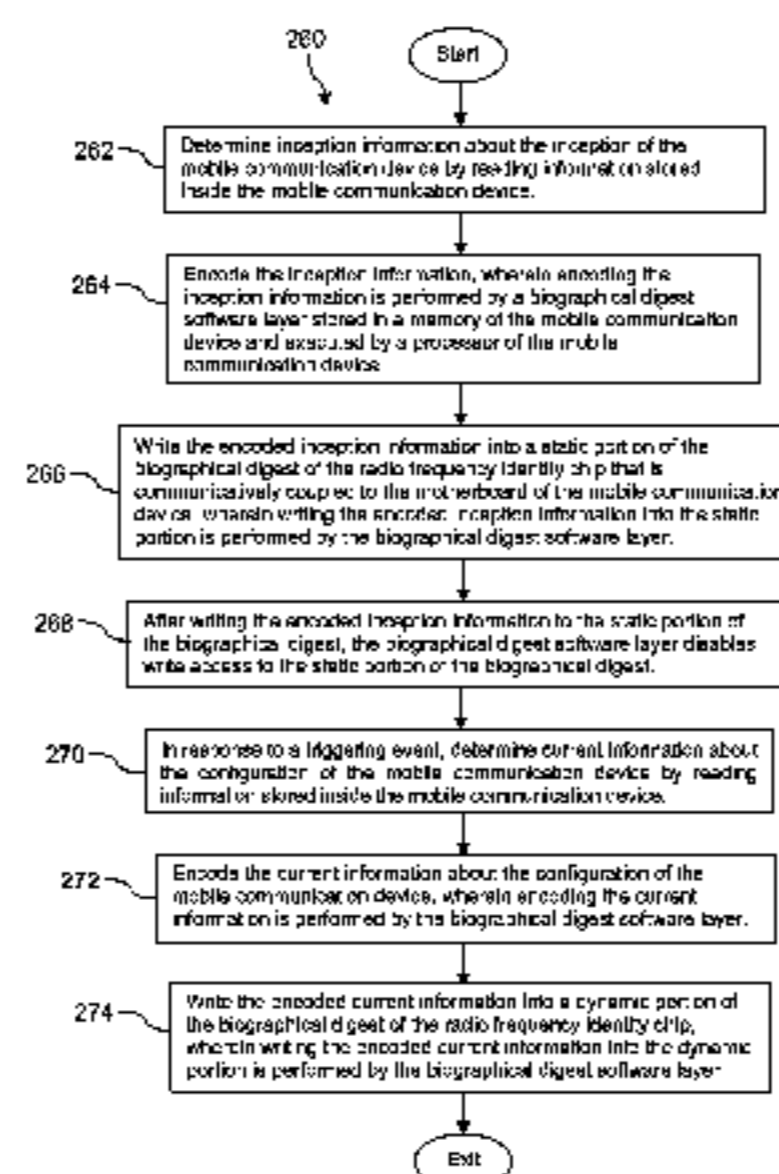 260
Start
262
Determine inception information about the inception of the
mobile communication device by reading information stored
inside the mobile communication device.
264
Encode the inception information, wherein encoding the
inception information is performed by a biographical digest
software layer stored in a memory of the mobile communication
device and executed by a processor of the mobile
communication device.
266
Write the encoded inception information into a static portion of the
biographical digest of the radio frequency identity chip that is
communicatively coupled to the motherboard of the mobile communication
device, wherein writing the encoded inception information into the static
portion is performed by the biographical digest software layer.
268
After writing the encoded inception information to the static portion of
the biographical digest, the biographical digest software layer disables
write access to the static portion of the biographical digest.
270
In response to a triggering event, determine current information about
the configuration of the mobile communication device by reading
information stored inside the mobile communication device.
272
Encode the current information about the configuration of the
mobile communication device, wherein encoding the current
information is performed by the biographical digest software layer.
274
Write the encoded current information into a dynamic portion of
the biographical digest of the radio frequency identity chip,
wherein writing the encoded current information into the dynamic
portion is performed by the biographical digest software layer
Exit